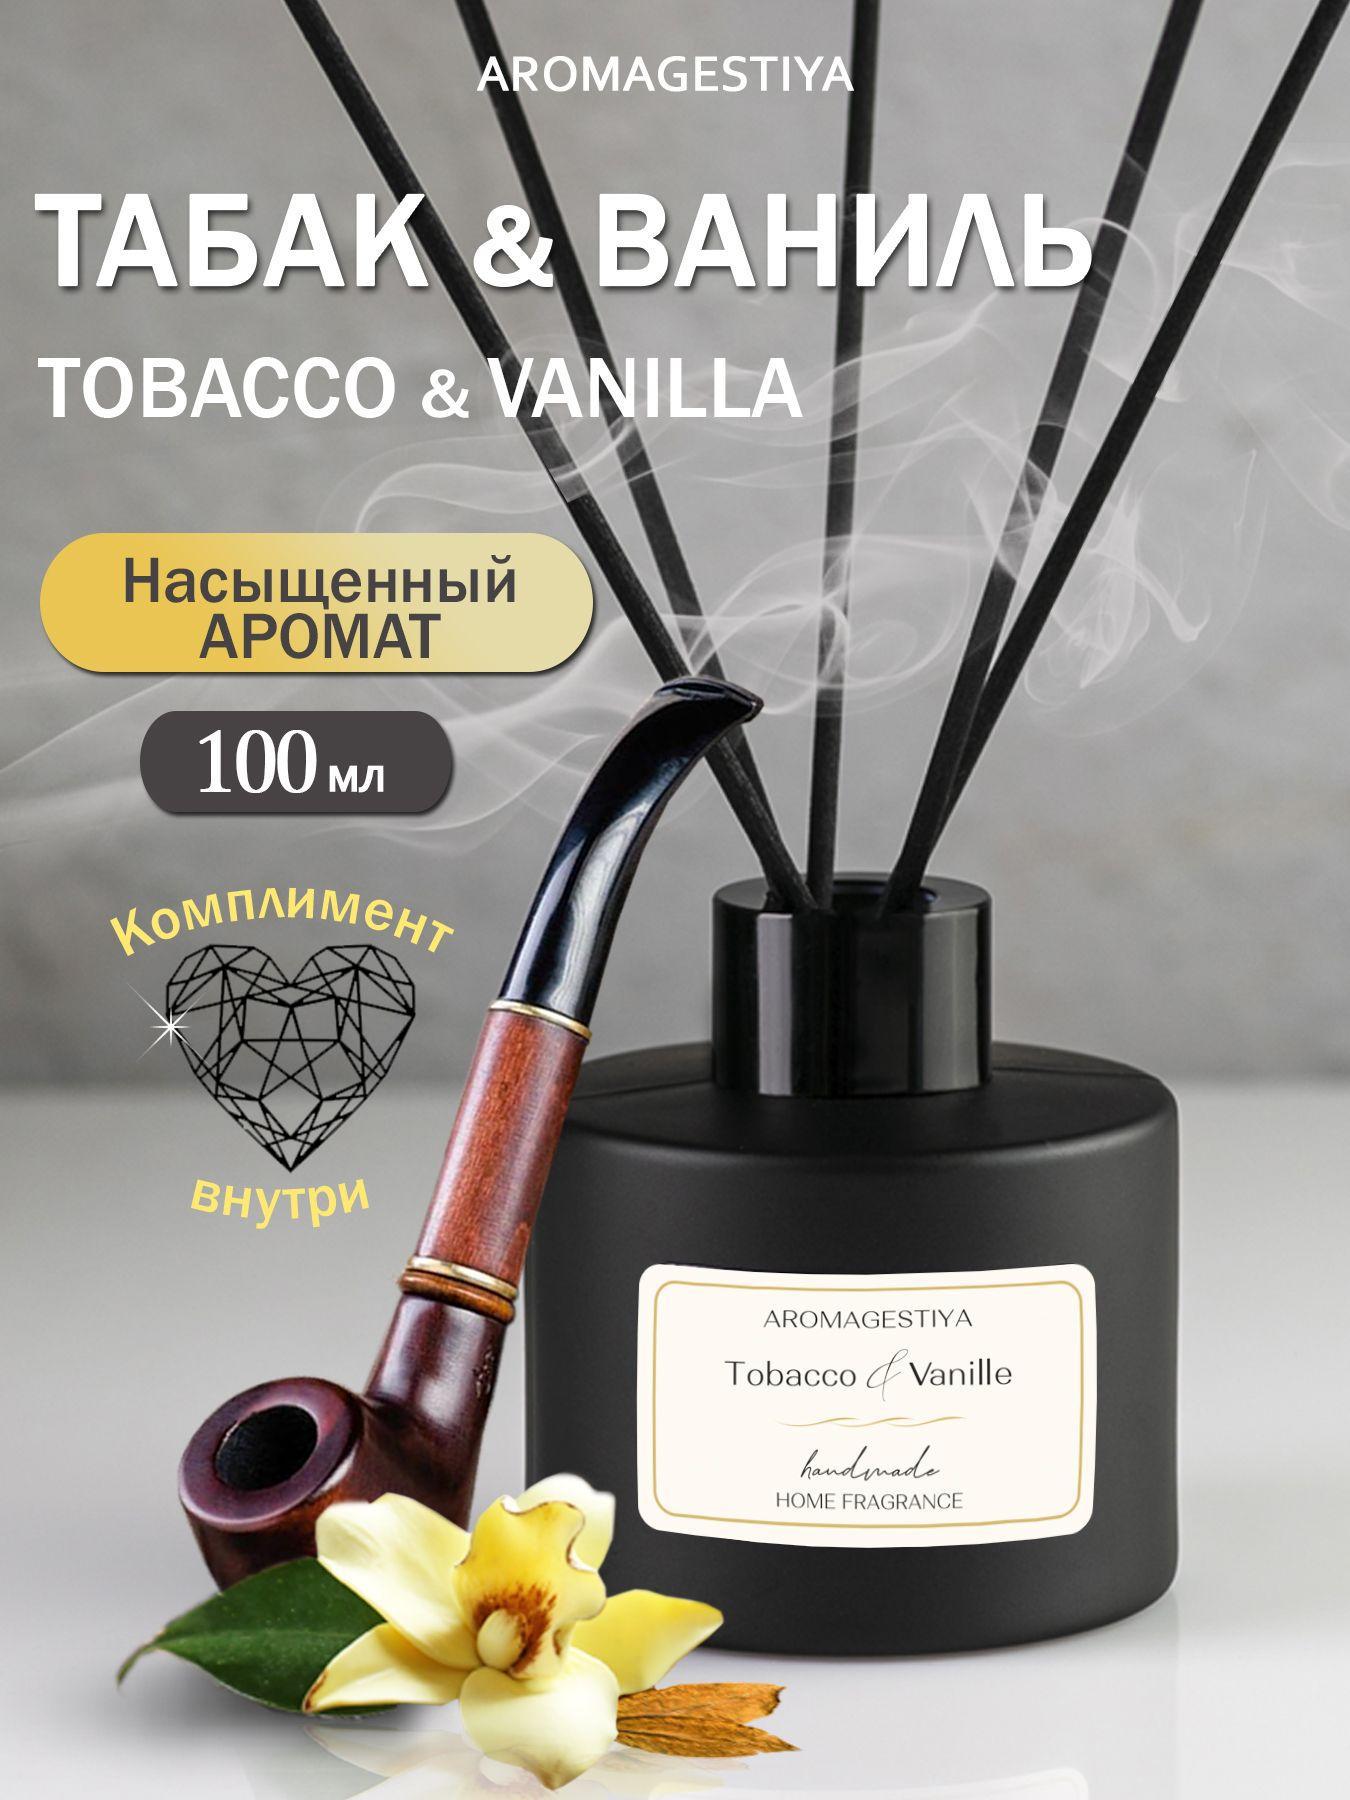 AROMAGESTIYA
ТАБАК & ВАНИЛЬ
TOBACCO & VANILLA
Насыщенный
АРОМАТ
100 мл
Комплимент
внутри
AROMAGESTIYA
Tobacco & Vanille
handmade
HOME FRAGRANCE